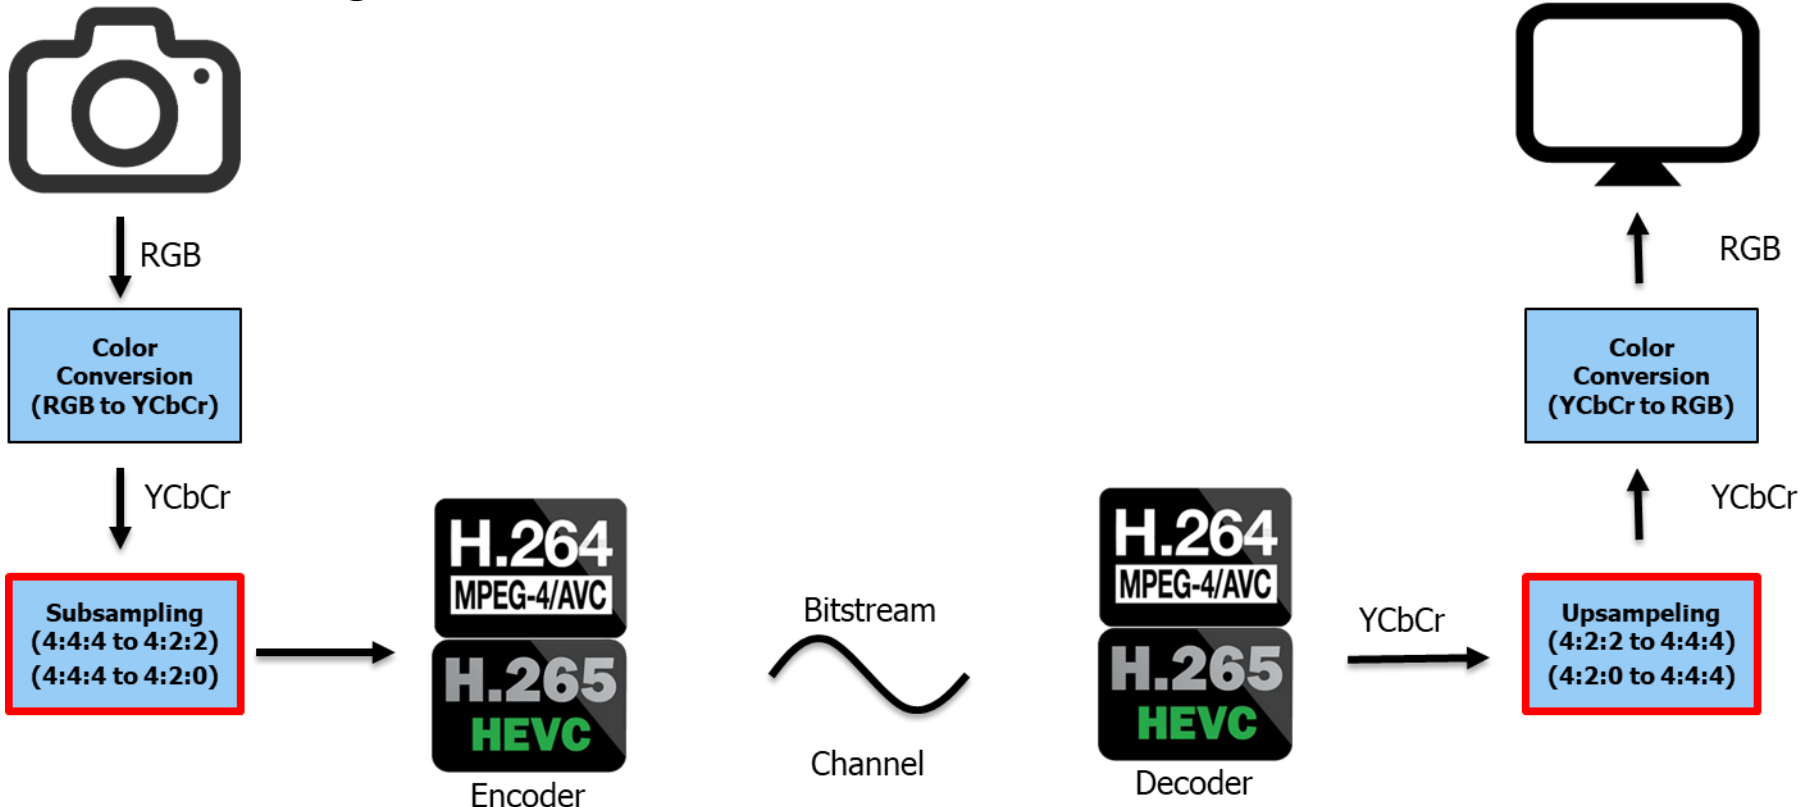 RGB
Color
Conversion
(RGB to YCbCr)
YCbCr
Subsampling
(4:4:4 to 4:2:2)
(4:4:4 to 4:2:0)
H.264
MPEG-4/AVC
H.265
HEVC
Encoder
Bitstream
Channel
H.264
MPEG-4/AVC
H.265
HEVC
Decoder
YCbCr
Upsampeling
(4:2:2 to 4:4:4)
(4:2:0 to 4:4:4)
YCbCr
Color
Conversion
(YCbCr to RGB)
RGB